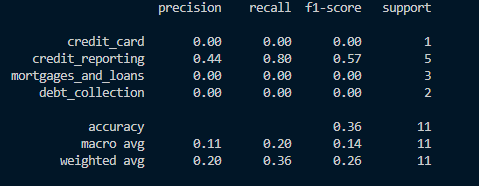 precision recall f1-score support
credit_card 0.00 0.00 0.00 1
credit_reporting 0.44 0.80 0.57 5
mortgages_and_loans 0.00 0.00 0.00 3
debt_collection 0.00 0.00 0.00 2
accuracy 0.36 11
macro avg 0.11 0.20 0.14 11
weighted avg 0.20 0.36 0.26 11